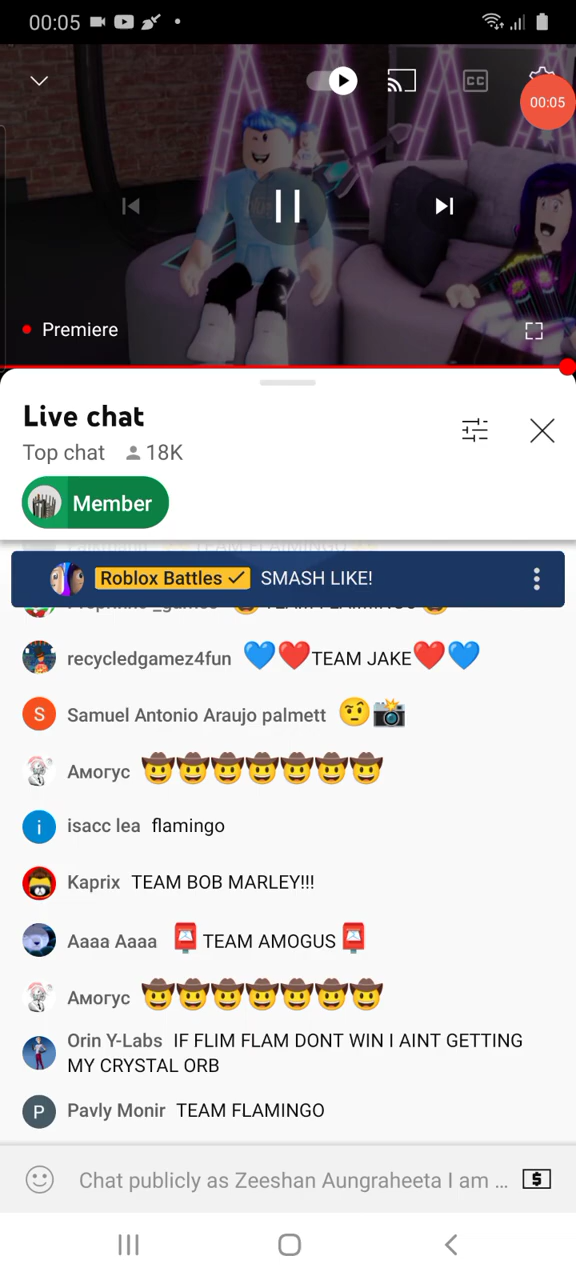 00:05
CC
00:05
Premiere
Live chat
Top chat 18K
Member
Roblox Battles SMASH LIKE!
recycledgamez4fun 💙❤️TEAM JAKE❤️💙
S Samuel Antonio Araujo palmett 🤨📸
Амогус 🤠🤠🤠🤠🤠🤠🤠
i isacc lea flamingo
Kaprix TEAM BOB MARLEY!!!
Aaaa Aaaa 📮TEAM AMOGUS📮
Амогус 🤠🤠🤠🤠🤠🤠🤠
Orin Y-Labs IF FLIM FLAM DONT WIN I AINT GETTING
MY CRYSTAL ORB
P Pavly Monir TEAM FLAMINGO
Chat publicly as Zeeshan Aungraheeta I am ... $